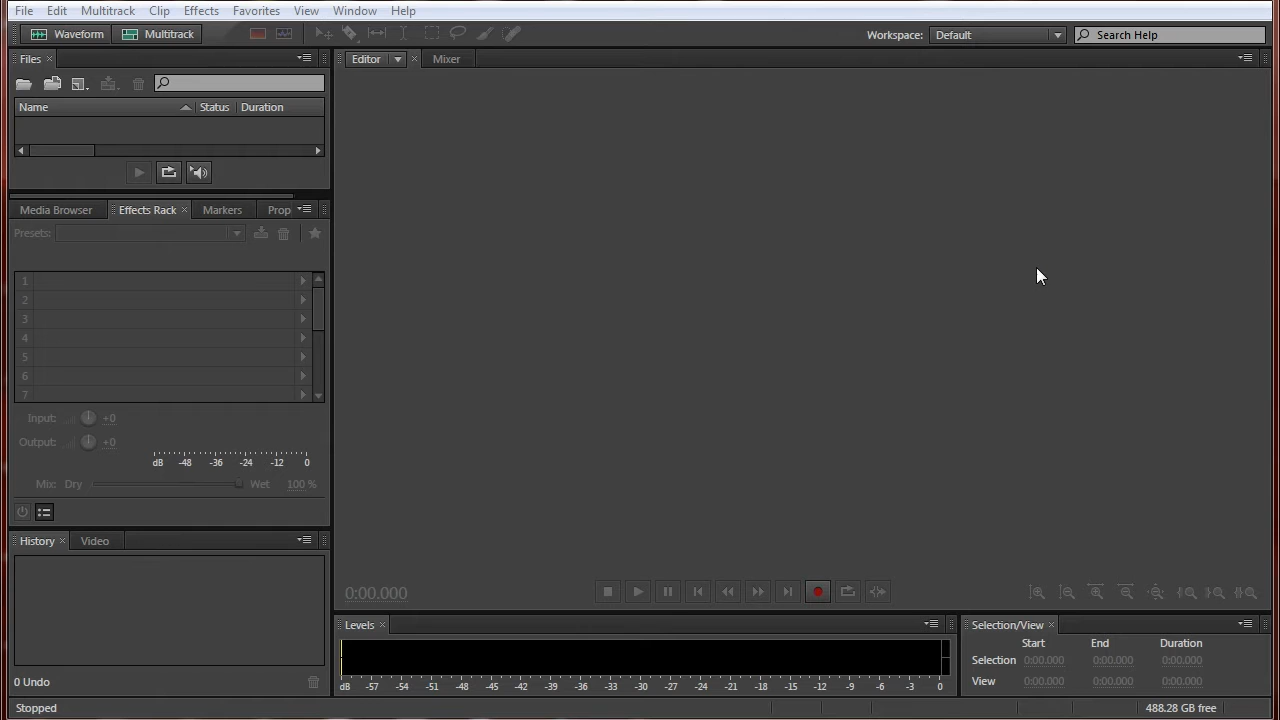 File Edit Multitrack Clip Effects Favorites View Window Help
Waveform Multitrack Workspace: Default Search Help
Files
Editor Mixer
Name Status Duration
Media Browser Effects Rack Markers Prop
Presets:
1
2
3
4
5
6
7
Input: +0
Output: +0
dB -48 -36 -24 -12 0
Mix: Dry Wet 100 %
History Video
0 Undo
0:00.000
Levels
dB -57 -54 -51 -48 -45 -42 -39 -36 -33 -30 -27 -24 -21 -18 -15 -12 -9 -6 -3 0
Selection/View
Start End Duration
Selection 0:00.000 0:00.000 0:00.000
View 0:00.000 0:00.000 0:00.000
Stopped 488.28 GB free